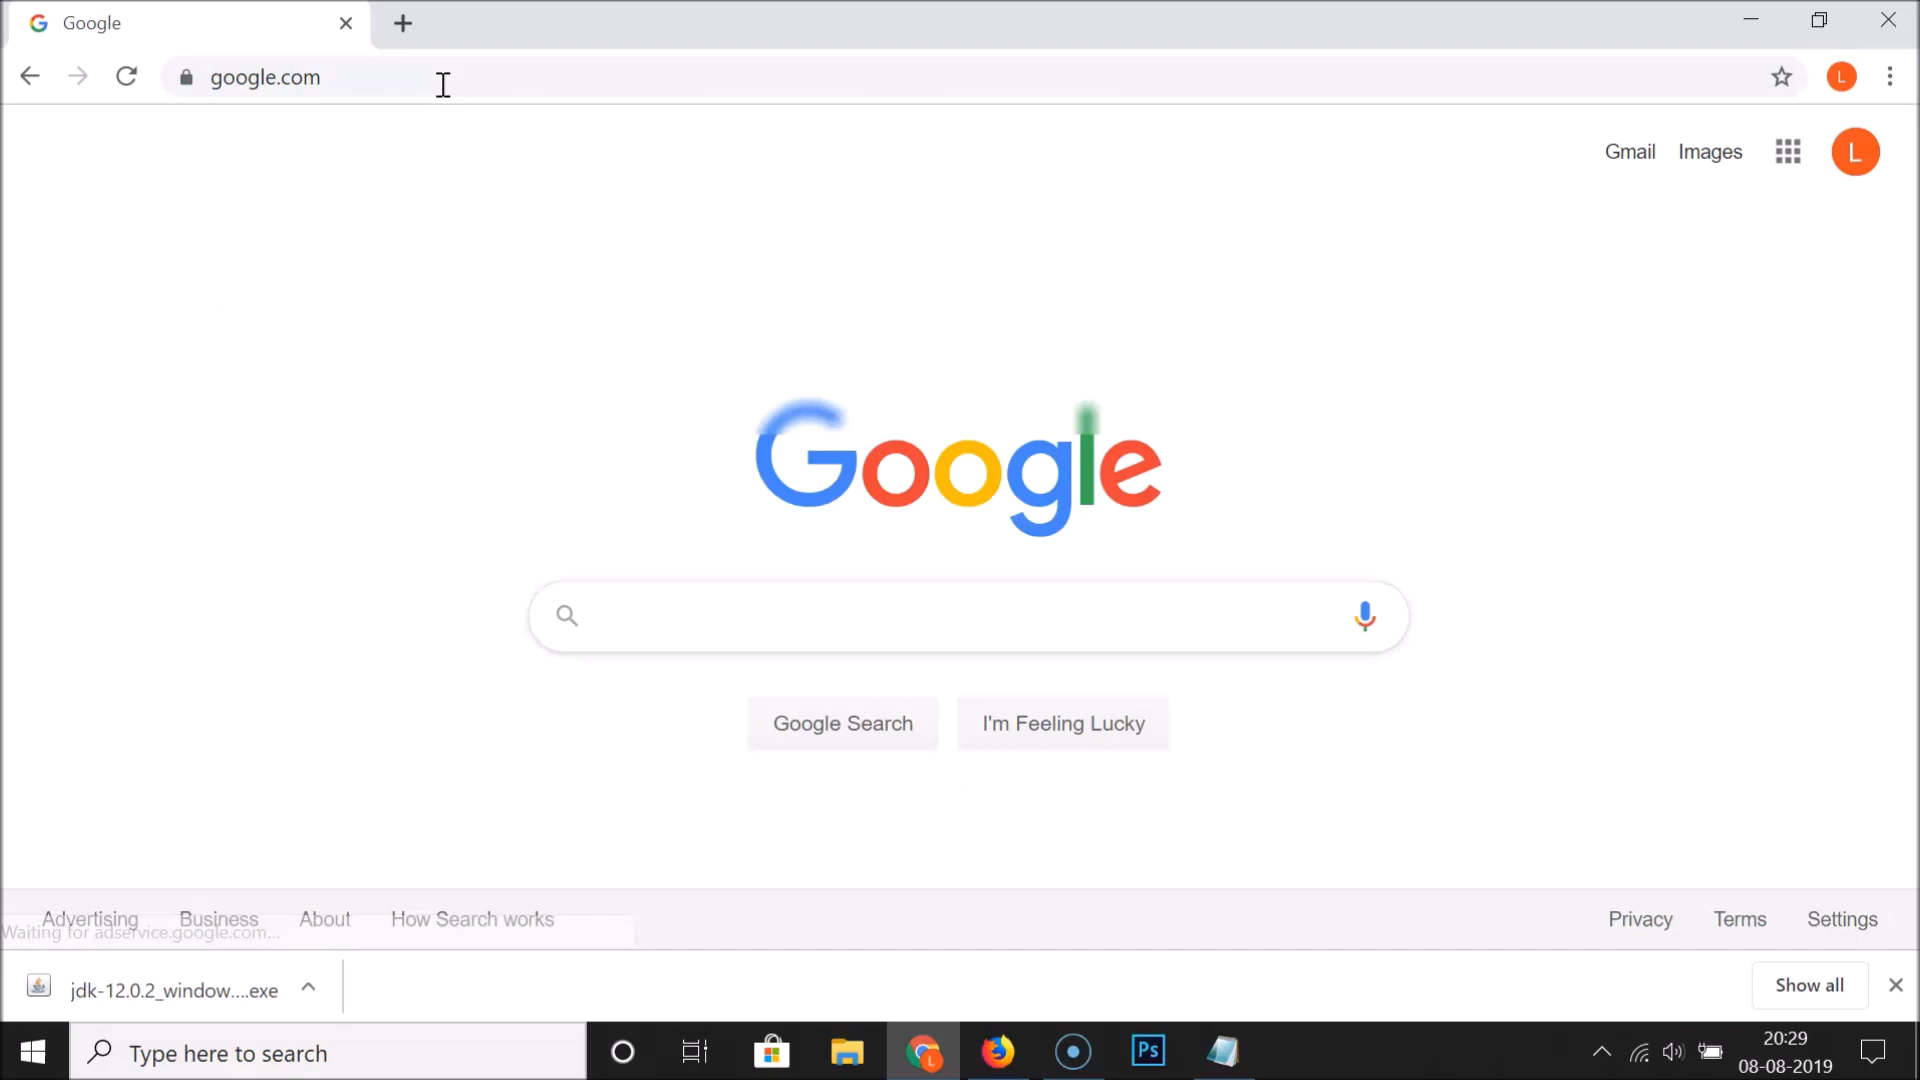 Google
google.com
L
Gmail Images
L
Google
Google Search I'm Feeling Lucky
Advertising Business About How Search works Privacy Terms Settings
Waiting for adservice.google.com...
jdk-12.0.2_window....exe Show all
Type here to search L Ps 20:29
08-08-2019